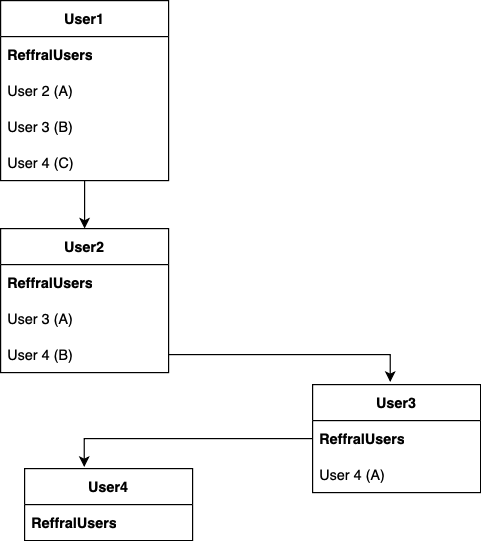 User1
ReffralUsers
User 2 (A)
User 3 (B)
User 4 (C)
User2
ReffralUsers
User 3 (A)
User 4 (B)
User3
ReffralUsers
User 4 (A)
User4
ReffralUsers